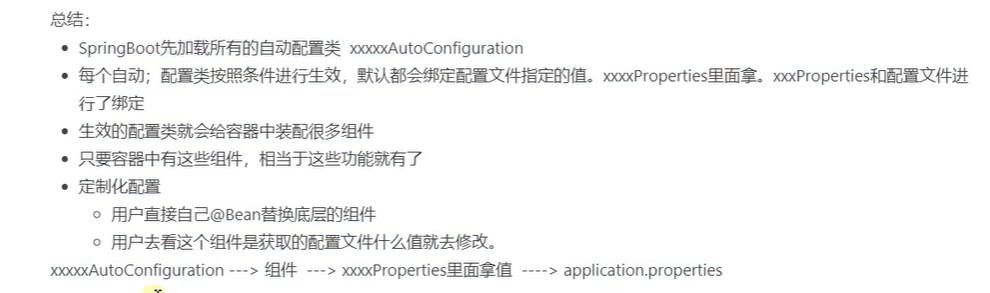 总结：
SpringBoot先加载所有的自动配置类 xxxxxAutoConfiguration
每个自动；配置类按照条件进行生效，默认都会绑定配置文件指定的值。xxxxProperties里面拿。xxxProperties和配置文件进
行了绑定
生效的配置类就会给容器中装配很多组件
只要容器中有这些组件，相当于这些功能就有了
定制化配置
用户直接自己@Bean替换底层的组件
用户去看这个组件是获取的配置文件什么值就去修改。
xxxxxAutoConfiguration ---> 组件 ---> xxxxProperties里面拿值 ----> application.properties